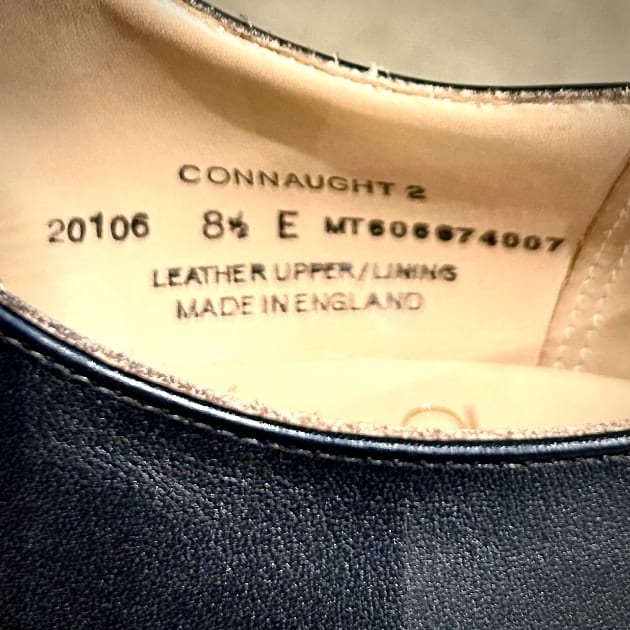 CONNAUGHT 2
20106 8½ E MT606674007
LEATHER UPPER/LINING
MADE IN ENGLAND